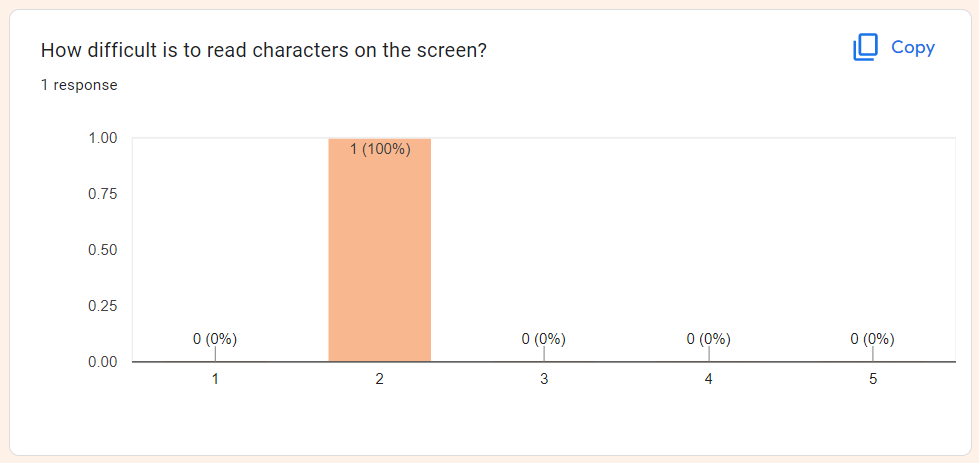 How difficult is to read characters on the screen?
Copy
1 response
1.00
1 (100%)
0.75
0.50
0.25
0 (0%) 0 (0%) 0 (0%) 0 (0%)
0.00
1 2 3 4 5